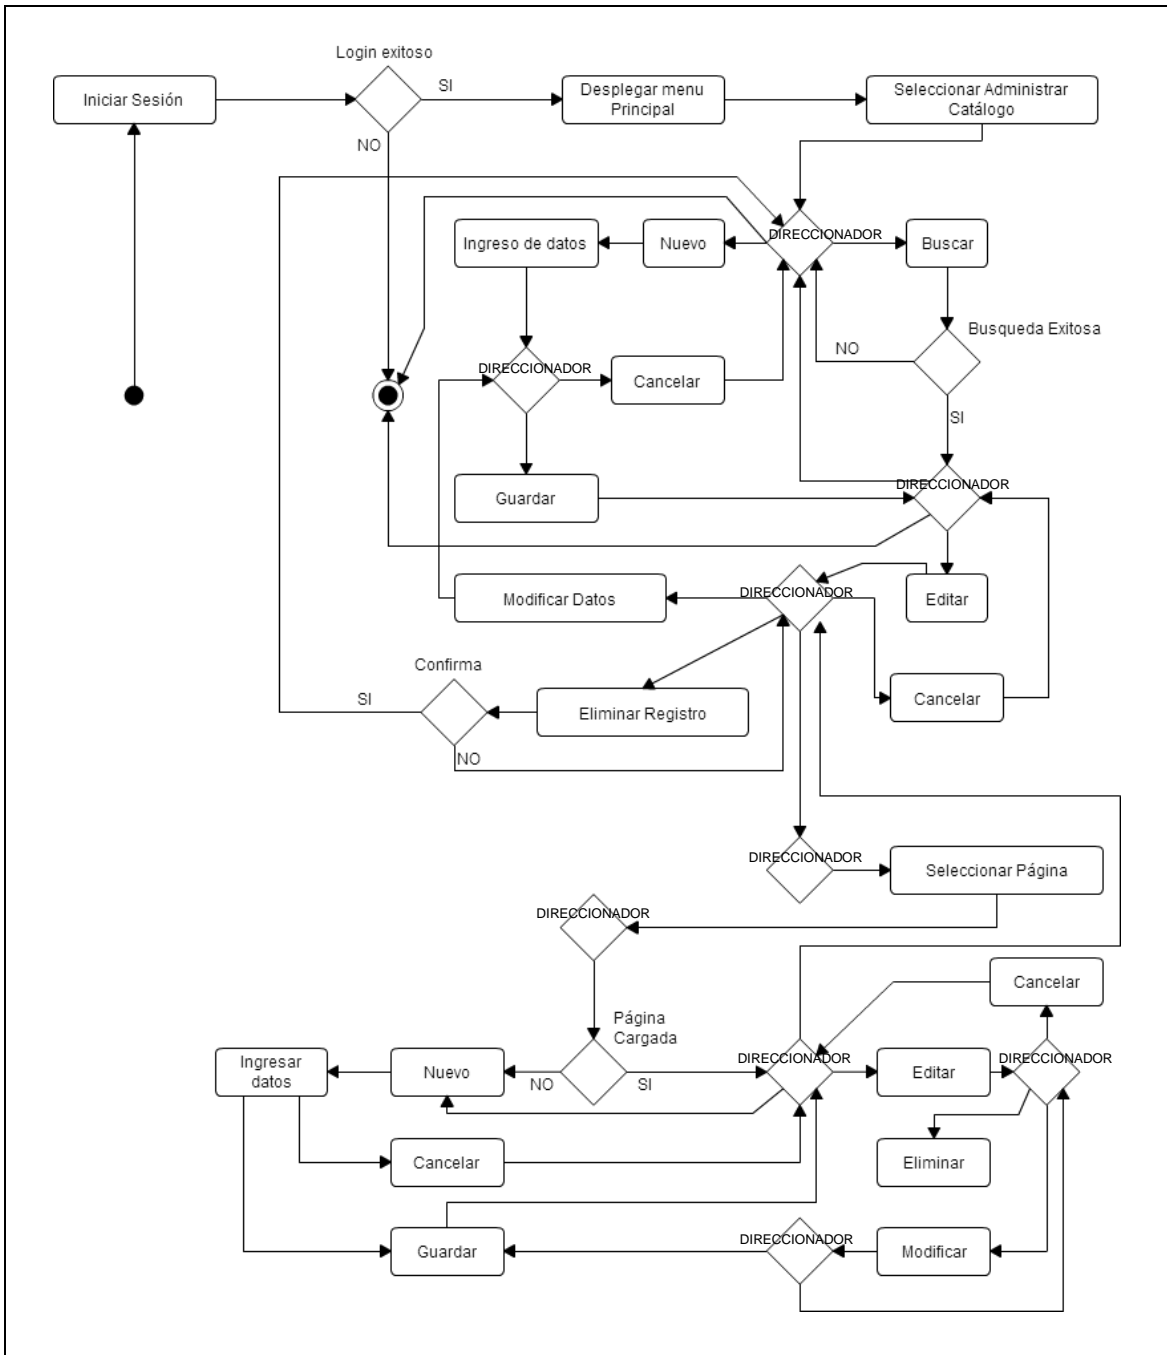 Login exitoso
Iniciar Sesión
SI
Desplegar menu
Principal
Seleccionar Administrar
Catálogo
NO
Ingreso de datos
Nuevo
DIRECCIONADOR
Buscar
Busqueda Exitosa
NO
DIRECCIONADOR
Cancelar
SI
Guardar
DIRECCIONADOR
Modificar Datos
DIRECCIONADOR
Editar
Confirma
SI
Eliminar Registro
Cancelar
NO
DIRECCIONADOR
Seleccionar Página
DIRECCIONADOR
Cancelar
Página
Cargada
Ingresar
datos
Nuevo
NO
SI
DIRECCIONADOR
Editar
DIRECCIONADOR
Cancelar
Eliminar
Guardar
DIRECCIONADOR
Modificar